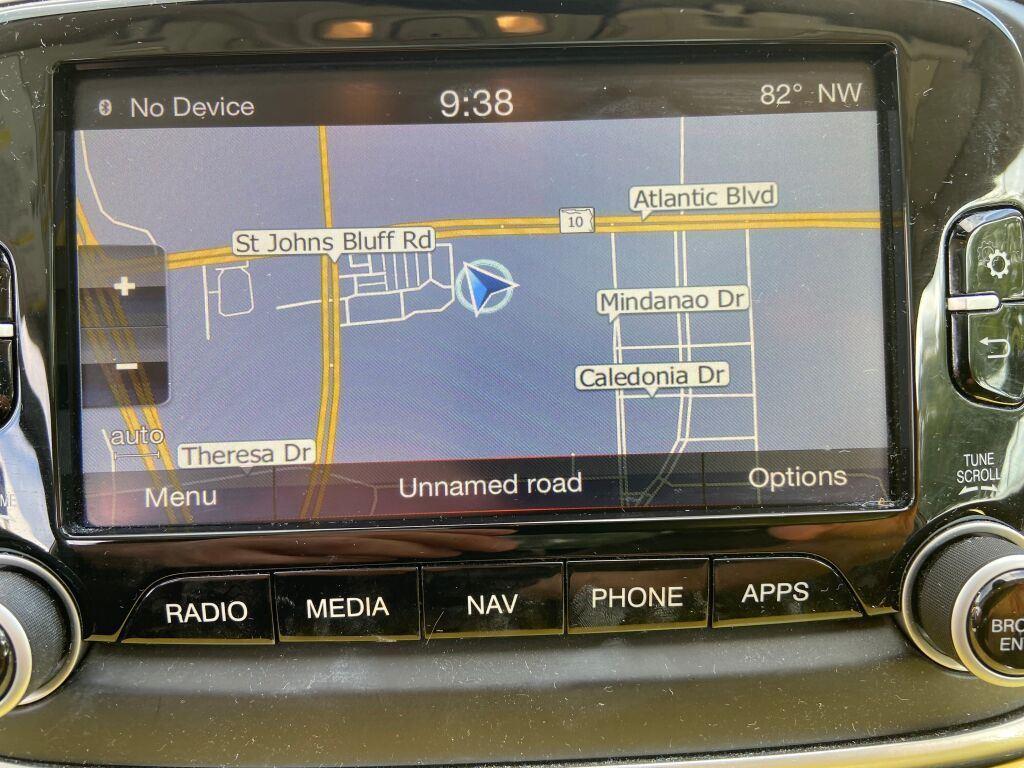 No Device
9:38
82° NW
Atlantic Blvd
10
St Johns Bluff Rd
+
Mindanao Dr
-
Caledonia Dr
auto
Theresa Dr
Menu
Unnamed road
Options
TUNE
SCROLL
RADIO
MEDIA
NAV
PHONE
APPS